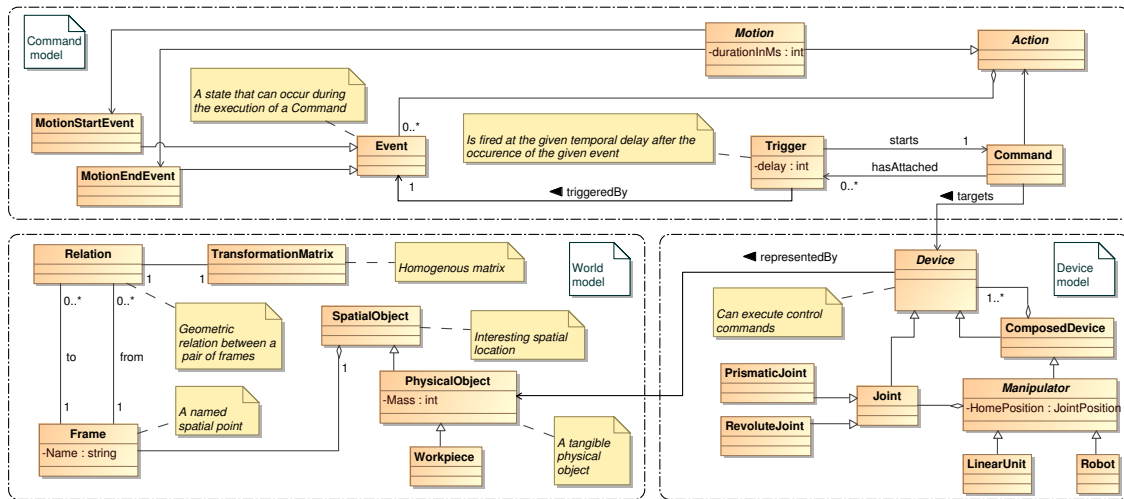 Command
model
Motion
-durationInMs : int
Action
A state that can occur during
the execution of a Command
MotionStartEvent
MotionEndEvent
0..*
Event
1
Is fired at the given temporal delay after the
occurence of the given event
Trigger
-delay : int
starts
1
hasAttached
0..*
Command
triggeredBy
targets
Relation
1
1
TransformationMatrix
Homogenous matrix
World
model
0..*
0..*
Geometric
relation between a
pair of frames
to
from
1
1
A named
spatial point
Frame
-Name : string
SpatialObject
1
Interesting spatial
location
PhysicalObject
-Mass : int
Workpiece
A tangible
physical
object
representedBy
Device
Device
model
Can execute control
commands
1..*
ComposedDevice
PrismaticJoint
Joint
RevoluteJoint
Manipulator
-HomePosition : JointPosition
LinearUnit
Robot